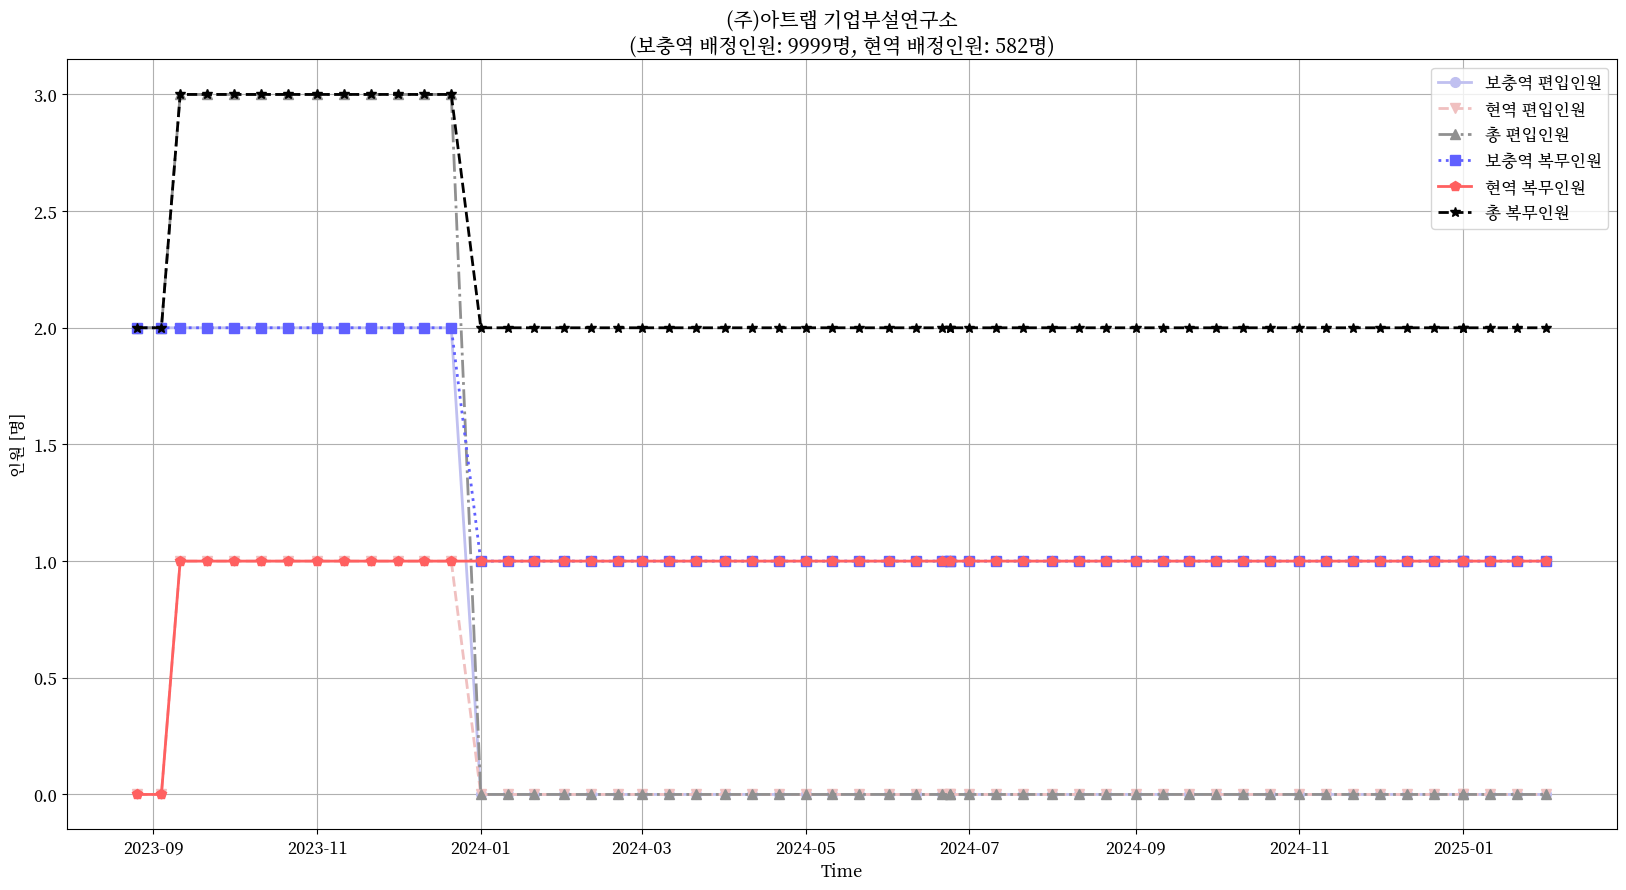 (주)아트랩 기업부설연구소
(보충역 배정인원: 9999명, 현역 배정인원: 582명)
보충역 편입인원
현역 편입인원
총 편입인원
보충역 복무인원
현역 복무인원
총 복무인원
3.0
2.5
2.0
1.5
1.0
0.5
0.0
인원 [명]
2023-09 2023-11 2024-01 2024-03 2024-05 2024-07 2024-09 2024-11 2025-01
Time